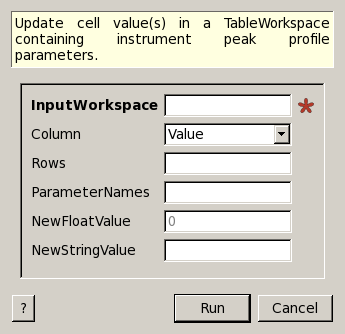 Update cell value(s) in a TableWorkspace
containing instrument peak profile
parameters.
InputWorkspace *
Column Value
Rows
ParameterNames
NewFloatValue 0
NewStringValue
? Run Cancel